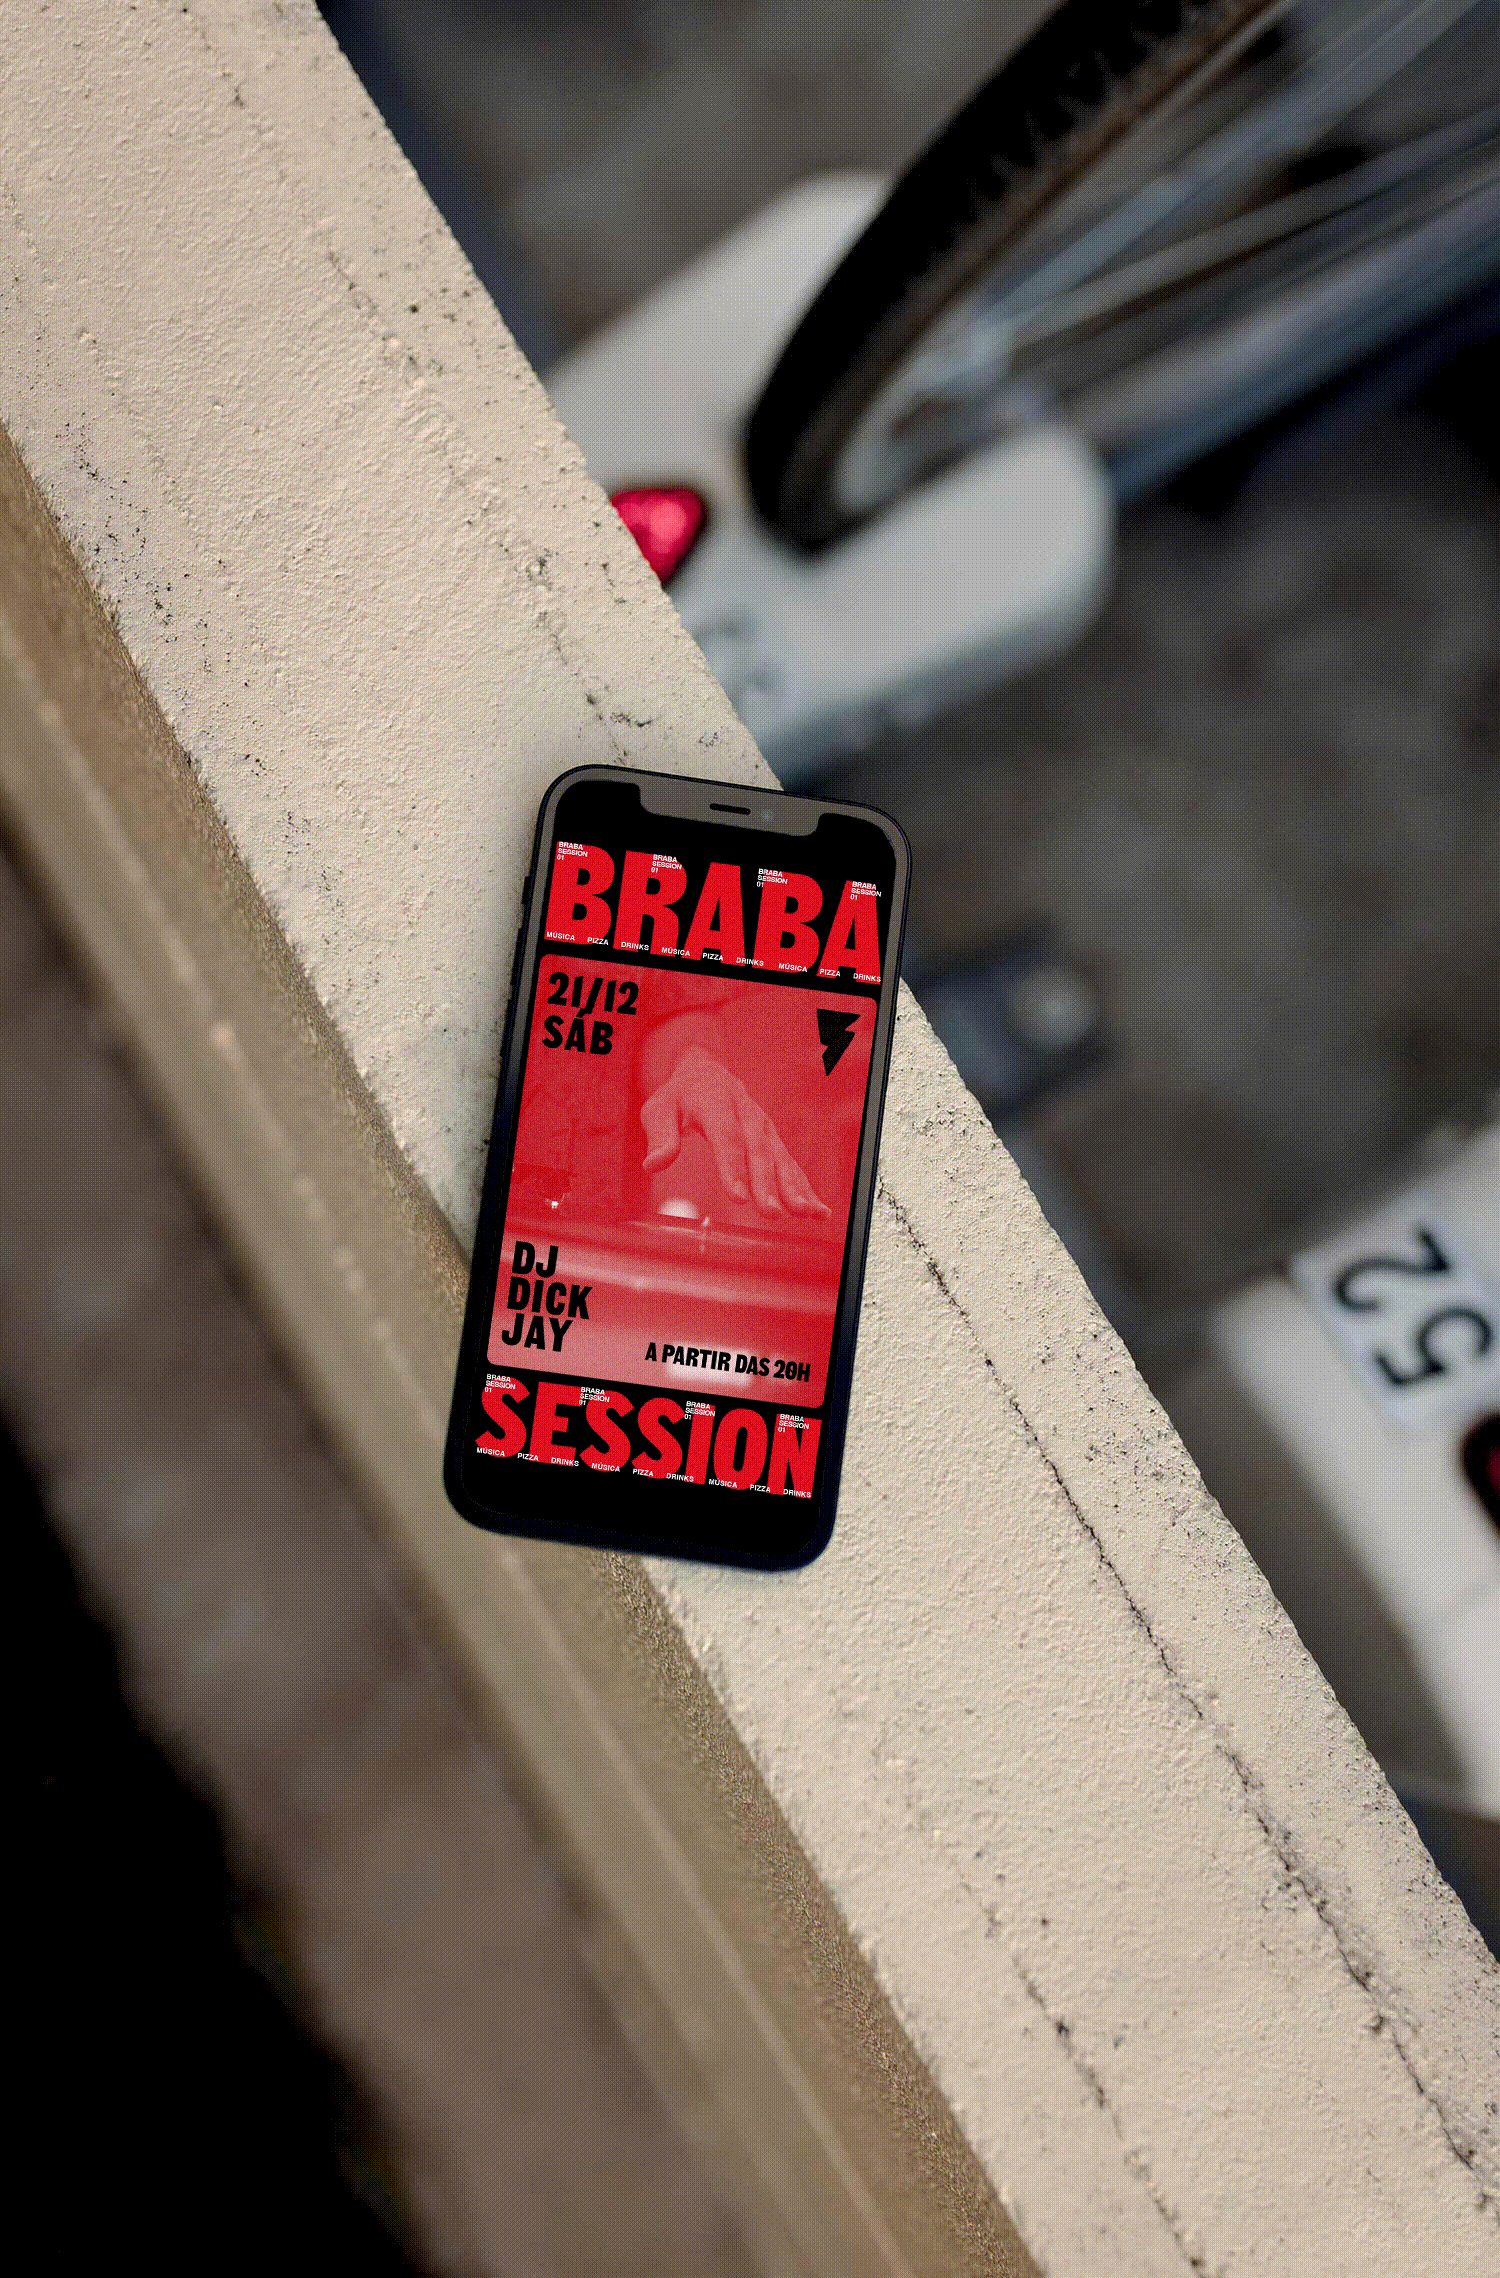 BRABA
BRABA
SESSION
01
BRABA
SESSION
01
BRABA
SESSION
01
BRABA
SESSION
01
MÚSICA PIZZA DRINKS MÚSICA PIZZA DRINKS MÚSICA PIZZA DRINKS
21/12
SÁB
DJ
DICK
JAY
A PARTIR DAS 20H
SESSION
BRABA
SESSION
01
BRABA
SESSION
01
BRABA
SESSION
01
BRABA
SESSION
01
MÚSICA PIZZA DRINKS MÚSICA PIZZA DRINKS MÚSICA PIZZA DRINKS
52